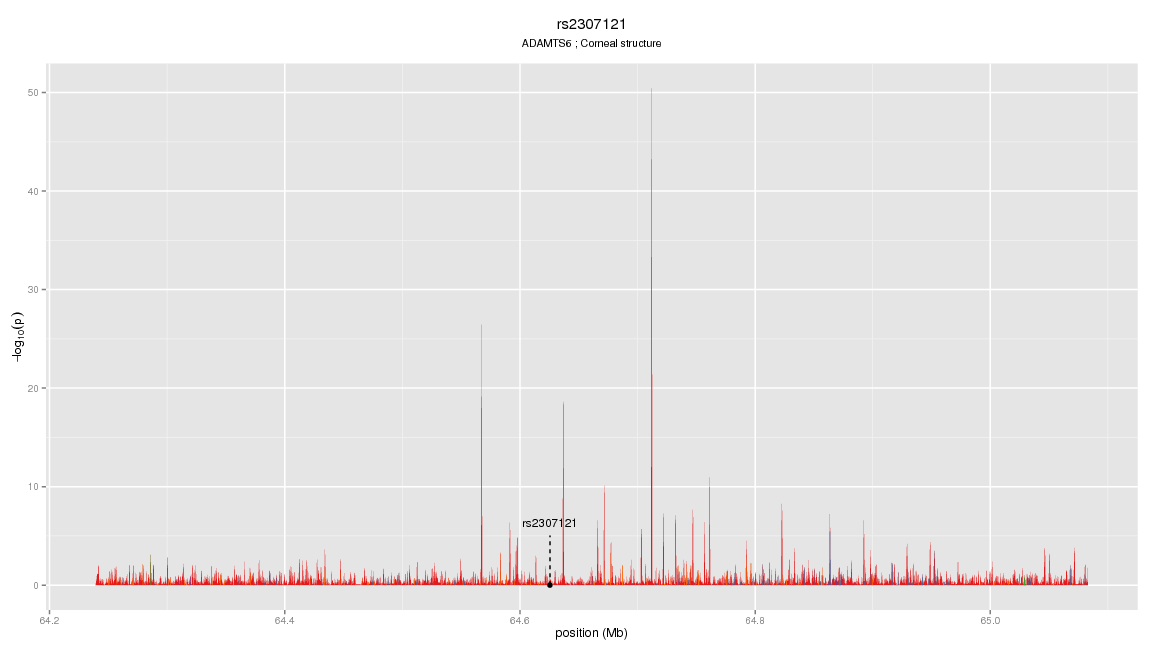 rs2307121
ADAMTS6 ; Corneal structure
50
40
30
20
10
0
−log10(p)
rs2307121
64.2 64.4 64.6 64.8 65.0
position (Mb)